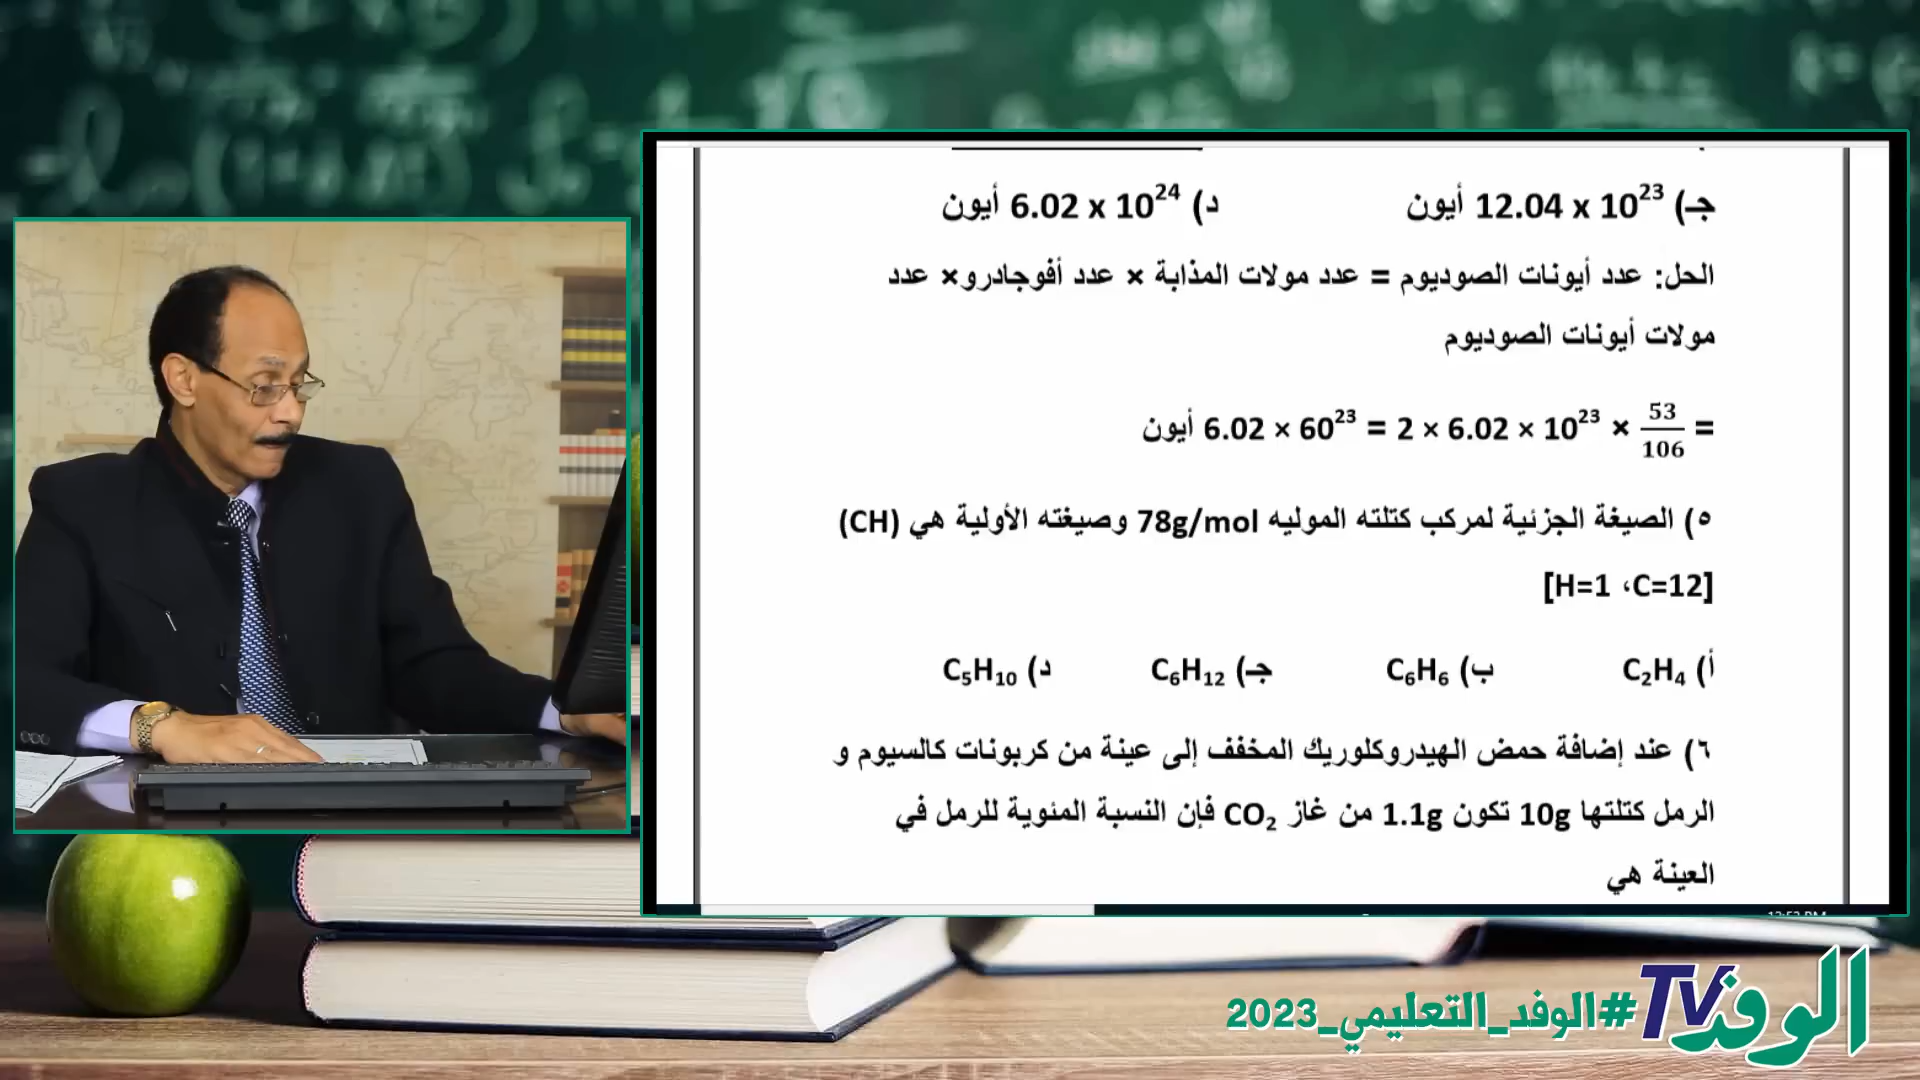 جـ) 12.04 x 10²³ أيون د) 6.02 x 10²⁴ أيون
الحل: عدد أيونات الصوديوم = عدد مولات المذابة × عدد أفوجادرو× عدد
مولات أيونات الصوديوم
= 53/106 × 2 × 6.02 × 10²³ = 6.02 × 60²³ أيون
٥) الصيغة الجزئية لمركب كتلته الموليه 78g/mol وصيغته الأولية هي (CH)
[H=1 ،C=12]
أ) C₂H₄ ب) C₆H₆ جـ) C₆H₁₂ د) C₅H₁₀
٦) عند إضافة حمض الهيدروكلوريك المخفف إلى عينة من كربونات كالسيوم و
الرمل كتلتها 10g تكون 1.1g من غاز CO₂ فإن النسبة المئوية للرمل في
العينة هي
#الوفد_التعليمي_2023
الوفد TV